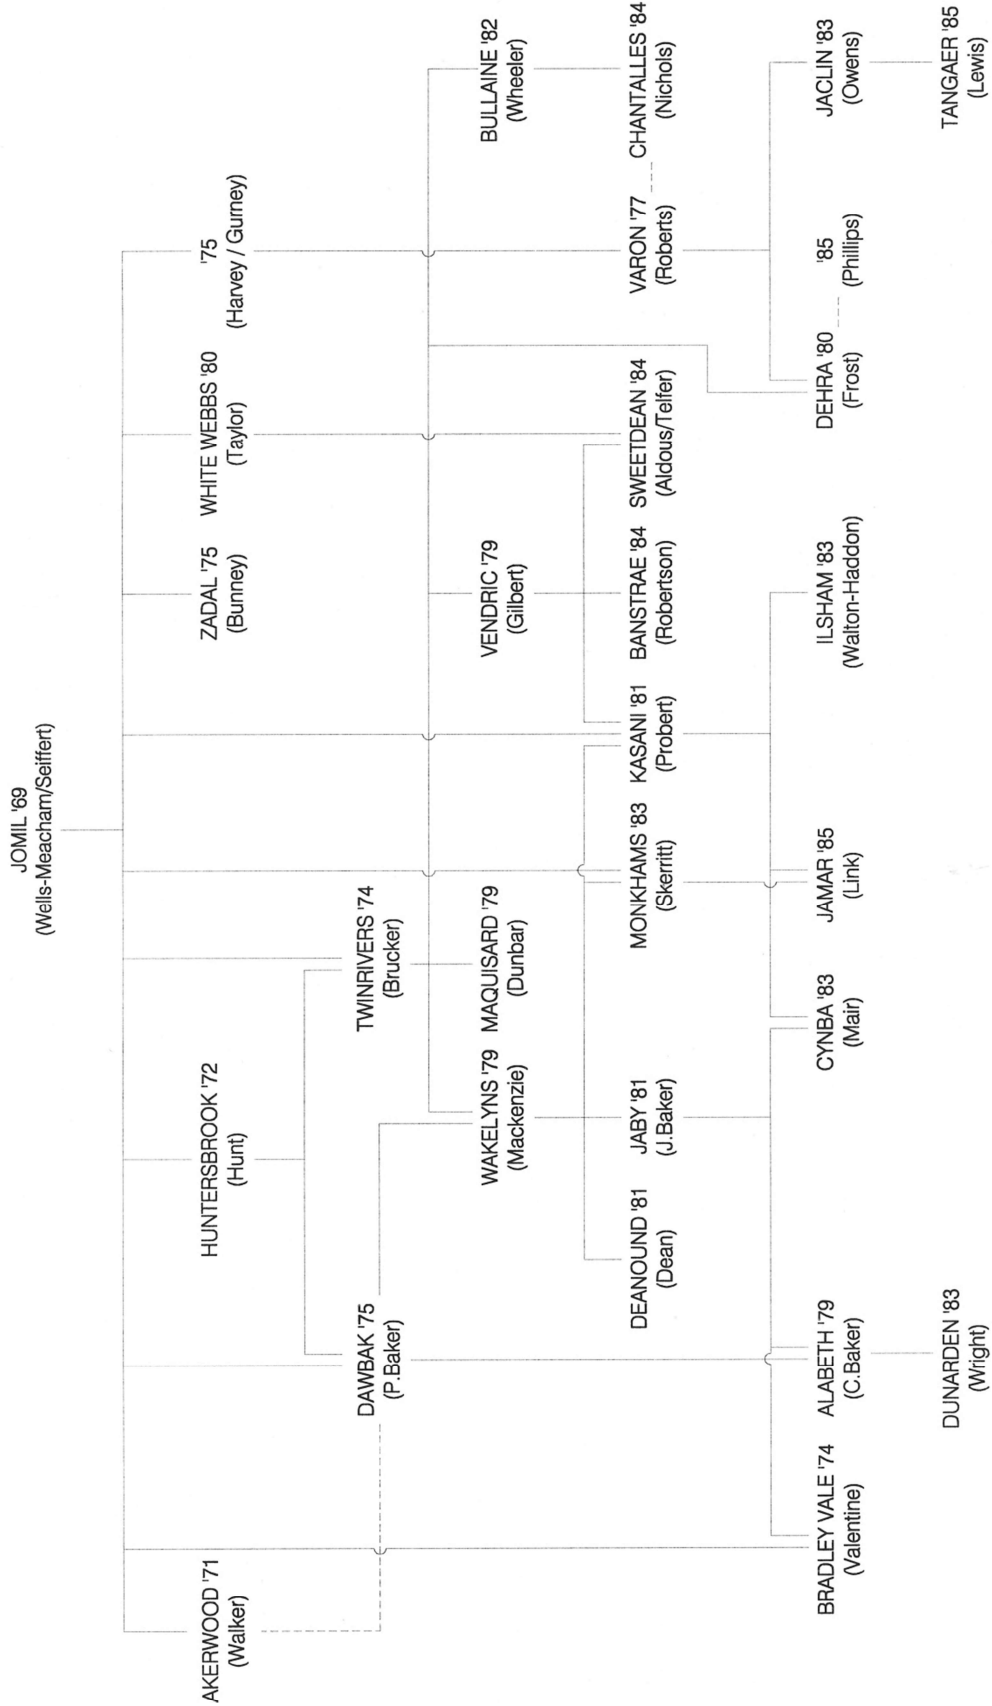 JOMIL '69
(Wells-Meacham/Seiffert)
AKERWOOD '71
(Walker)
HUNTERSBROOK '72
(Hunt)
ZADAL '75
(Bunney)
WHITE WEBBS '80
(Taylor)
'75
(Harvey / Gurney)
DAWBAK '75
(P.Baker)
TWINRIVERS '74
(Brucker)
WAKELYNS '79
(Mackenzie)
MAQUISARD '79
(Dunbar)
VENDRIC '79
(Gilbert)
BULLAINE '82
(Wheeler)
DEANOUND '81
(Dean)
JABY '81
(J.Baker)
MONKHAMS '83
(Skerritt)
KASANI '81
(Probert)
BANSTRAE '84
(Robertson)
SWEETDEAN '84
(Aldous/Telfer)
VARON '77
(Roberts)
CHANTALLES '84
(Nichols)
BRADLEY VALE '74
(Valentine)
ALABETH '79
(C.Baker)
CYNBA '83
(Mair)
JAMAR '85
(Link)
ILSHAM '83
(Walton-Haddon)
DEHRA '80
(Frost)
'85
(Phillips)
JACLIN '83
(Owens)
DUNARDEN '83
(Wright)
TANGAER '85
(Lewis)